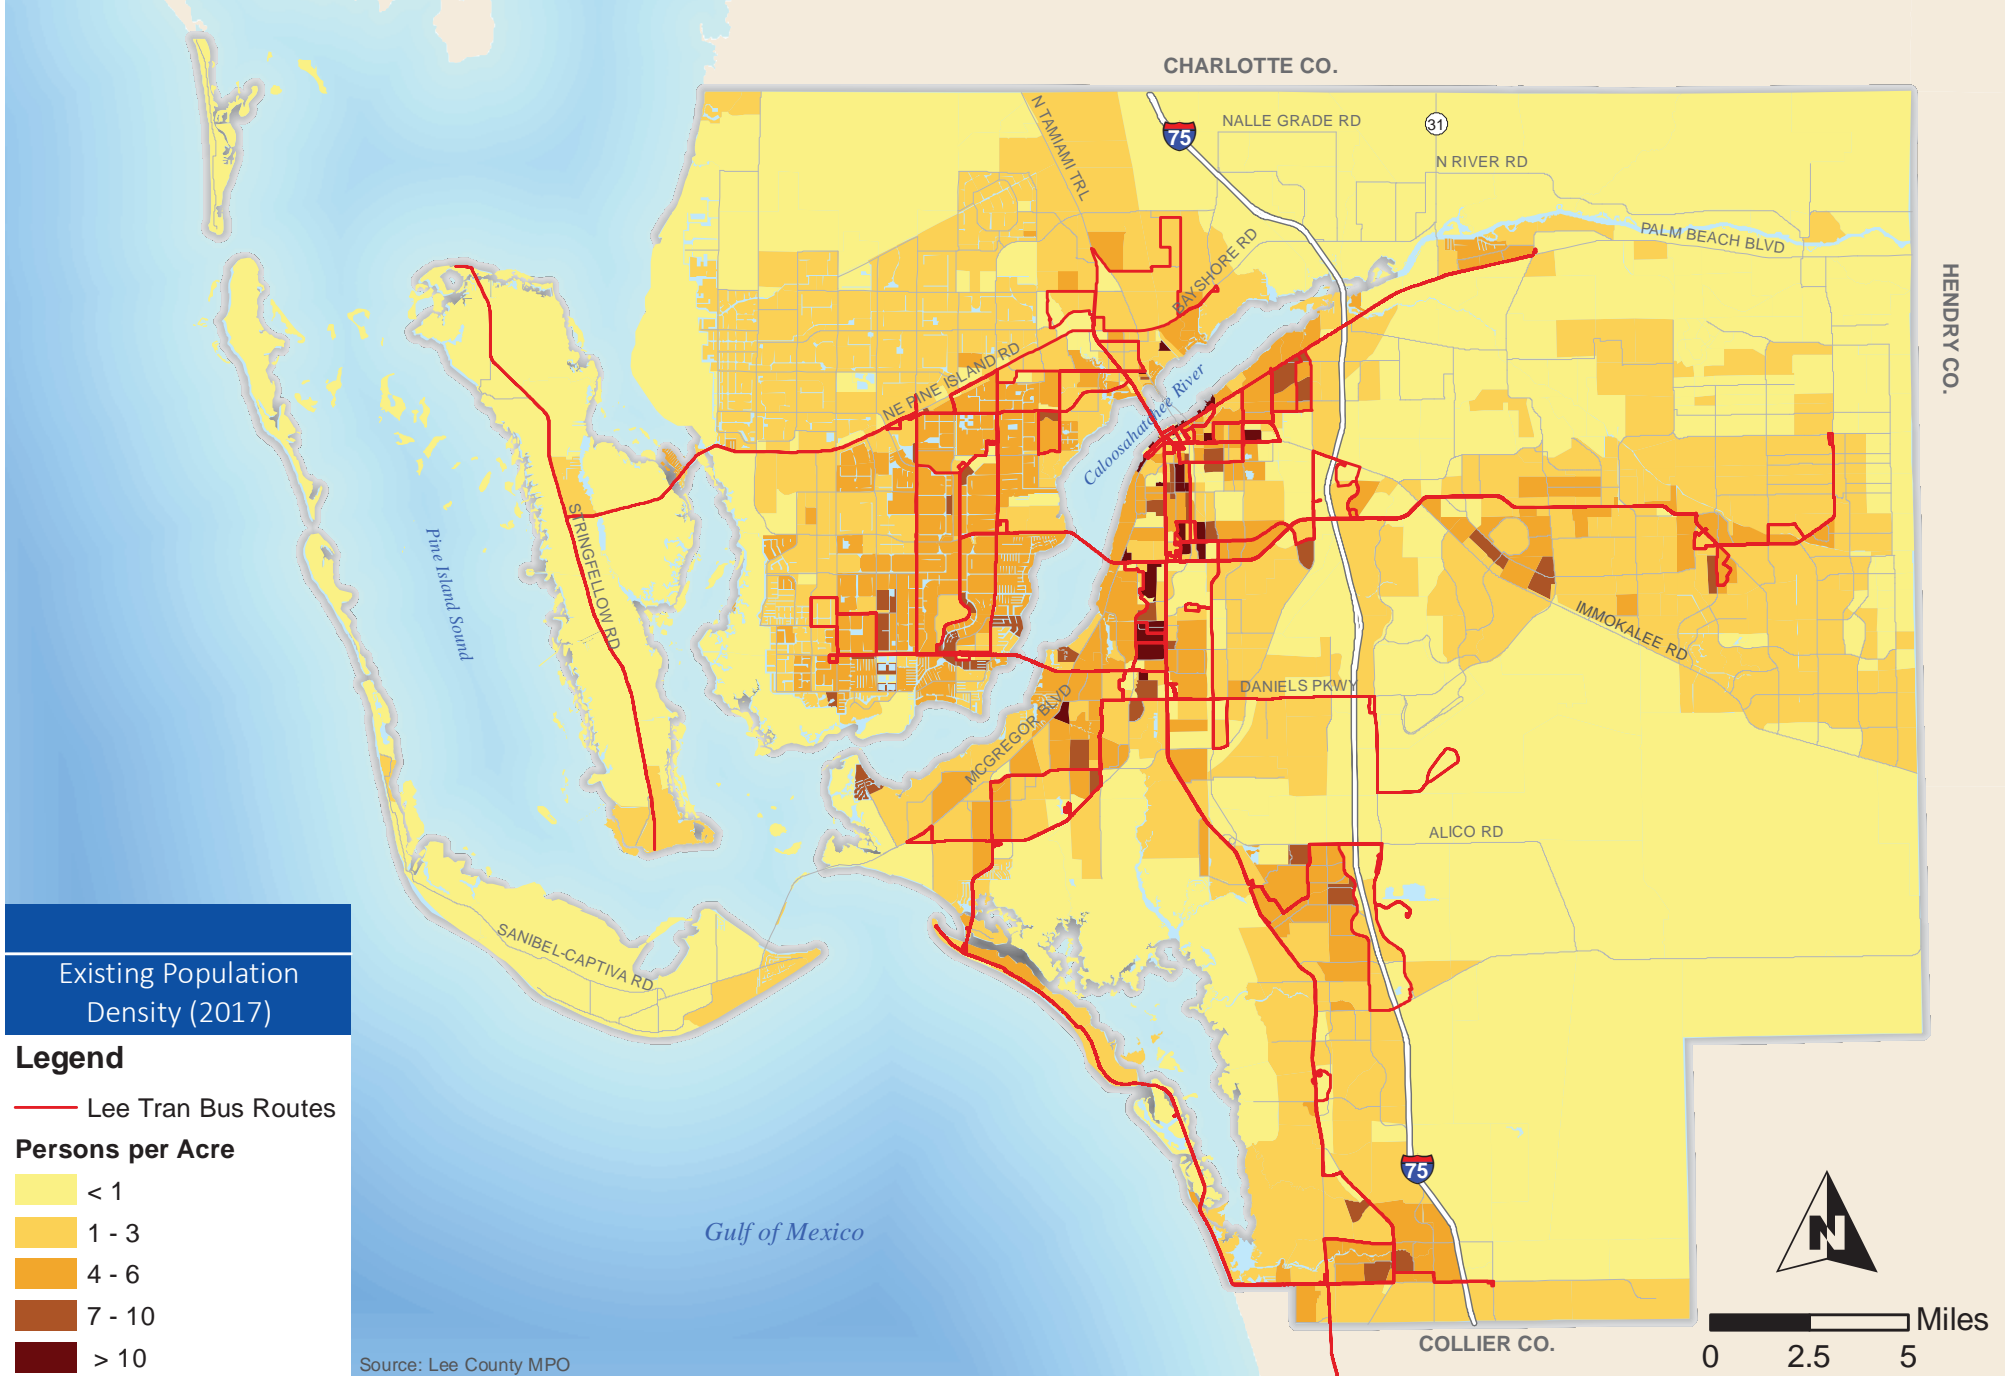 CHARLOTTE CO.
N TAMIAMI TRL
75
NALLE GRADE RD
31
N RIVER RD
PALM BEACH BLVD
BAYSHORE RD
HENDRY CO.
NE PINE ISLAND RD
Caloosahatchee River
STRINGFELLOW RD
Pine Island Sound
IMMOKALEE RD
DANIELS PKWY
MCGREGOR BLVD
ALICO RD
SANIBEL-CAPTIVA RD
Existing Population
Density (2017)
Legend
Lee Tran Bus Routes
Persons per Acre
< 1
1 - 3
4 - 6
7 - 10
> 10
75
Gulf of Mexico
N
Miles
0 2.5 5
COLLIER CO.
Source: Lee County MPO